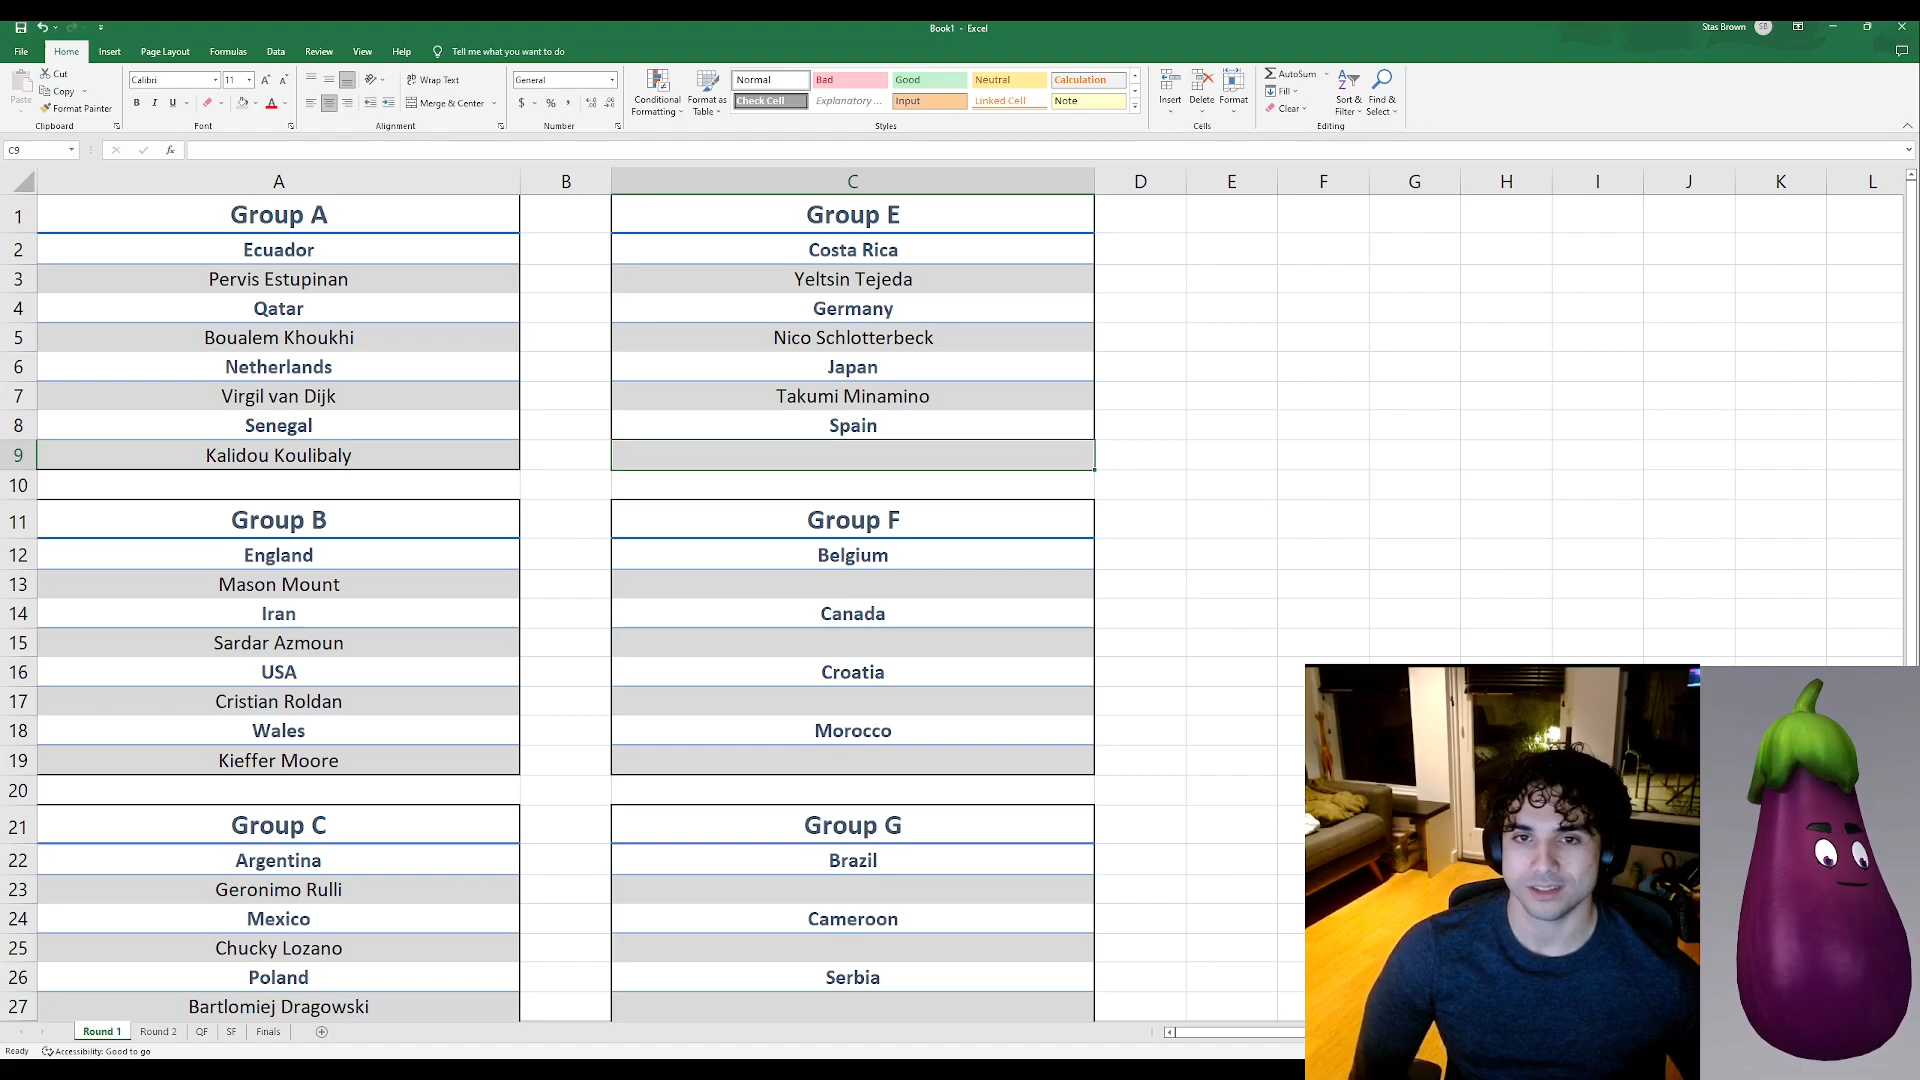 Book1 - Excel
Stas Brown
SB
File Home Insert Page Layout Formulas Data Review View Help Tell me what you want to do
Paste
Cut
Copy
Format Painter
Clipboard
Calibri 11
B I U
Font
Wrap Text
Merge & Center
Alignment
General
$ % ,
Number
Conditional Formatting
Format as Table
Normal Bad Good Neutral Calculation
Check Cell Explanatory ... Input Linked Cell Note
Styles
Insert Delete Format
Cells
AutoSum
Fill
Clear
Sort & Filter
Find & Select
Editing
C9
fx
A B C D E F G H I J K L
1 Group A Group E
2 Ecuador Costa Rica
3 Pervis Estupinan Yeltsin Tejeda
4 Qatar Germany
5 Boualem Khoukhi Nico Schlotterbeck
6 Netherlands Japan
7 Virgil van Dijk Takumi Minamino
8 Senegal Spain
9 Kalidou Koulibaly
10
11 Group B Group F
12 England Belgium
13 Mason Mount
14 Iran Canada
15 Sardar Azmoun
16 USA Croatia
17 Cristian Roldan
18 Wales Morocco
19 Kieffer Moore
20
21 Group C Group G
22 Argentina Brazil
23 Geronimo Rulli
24 Mexico Cameroon
25 Chucky Lozano
26 Poland Serbia
27 Bartlomiej Dragowski
Round 1 Round 2 QF SF Finals
Ready Accessibility: Good to go